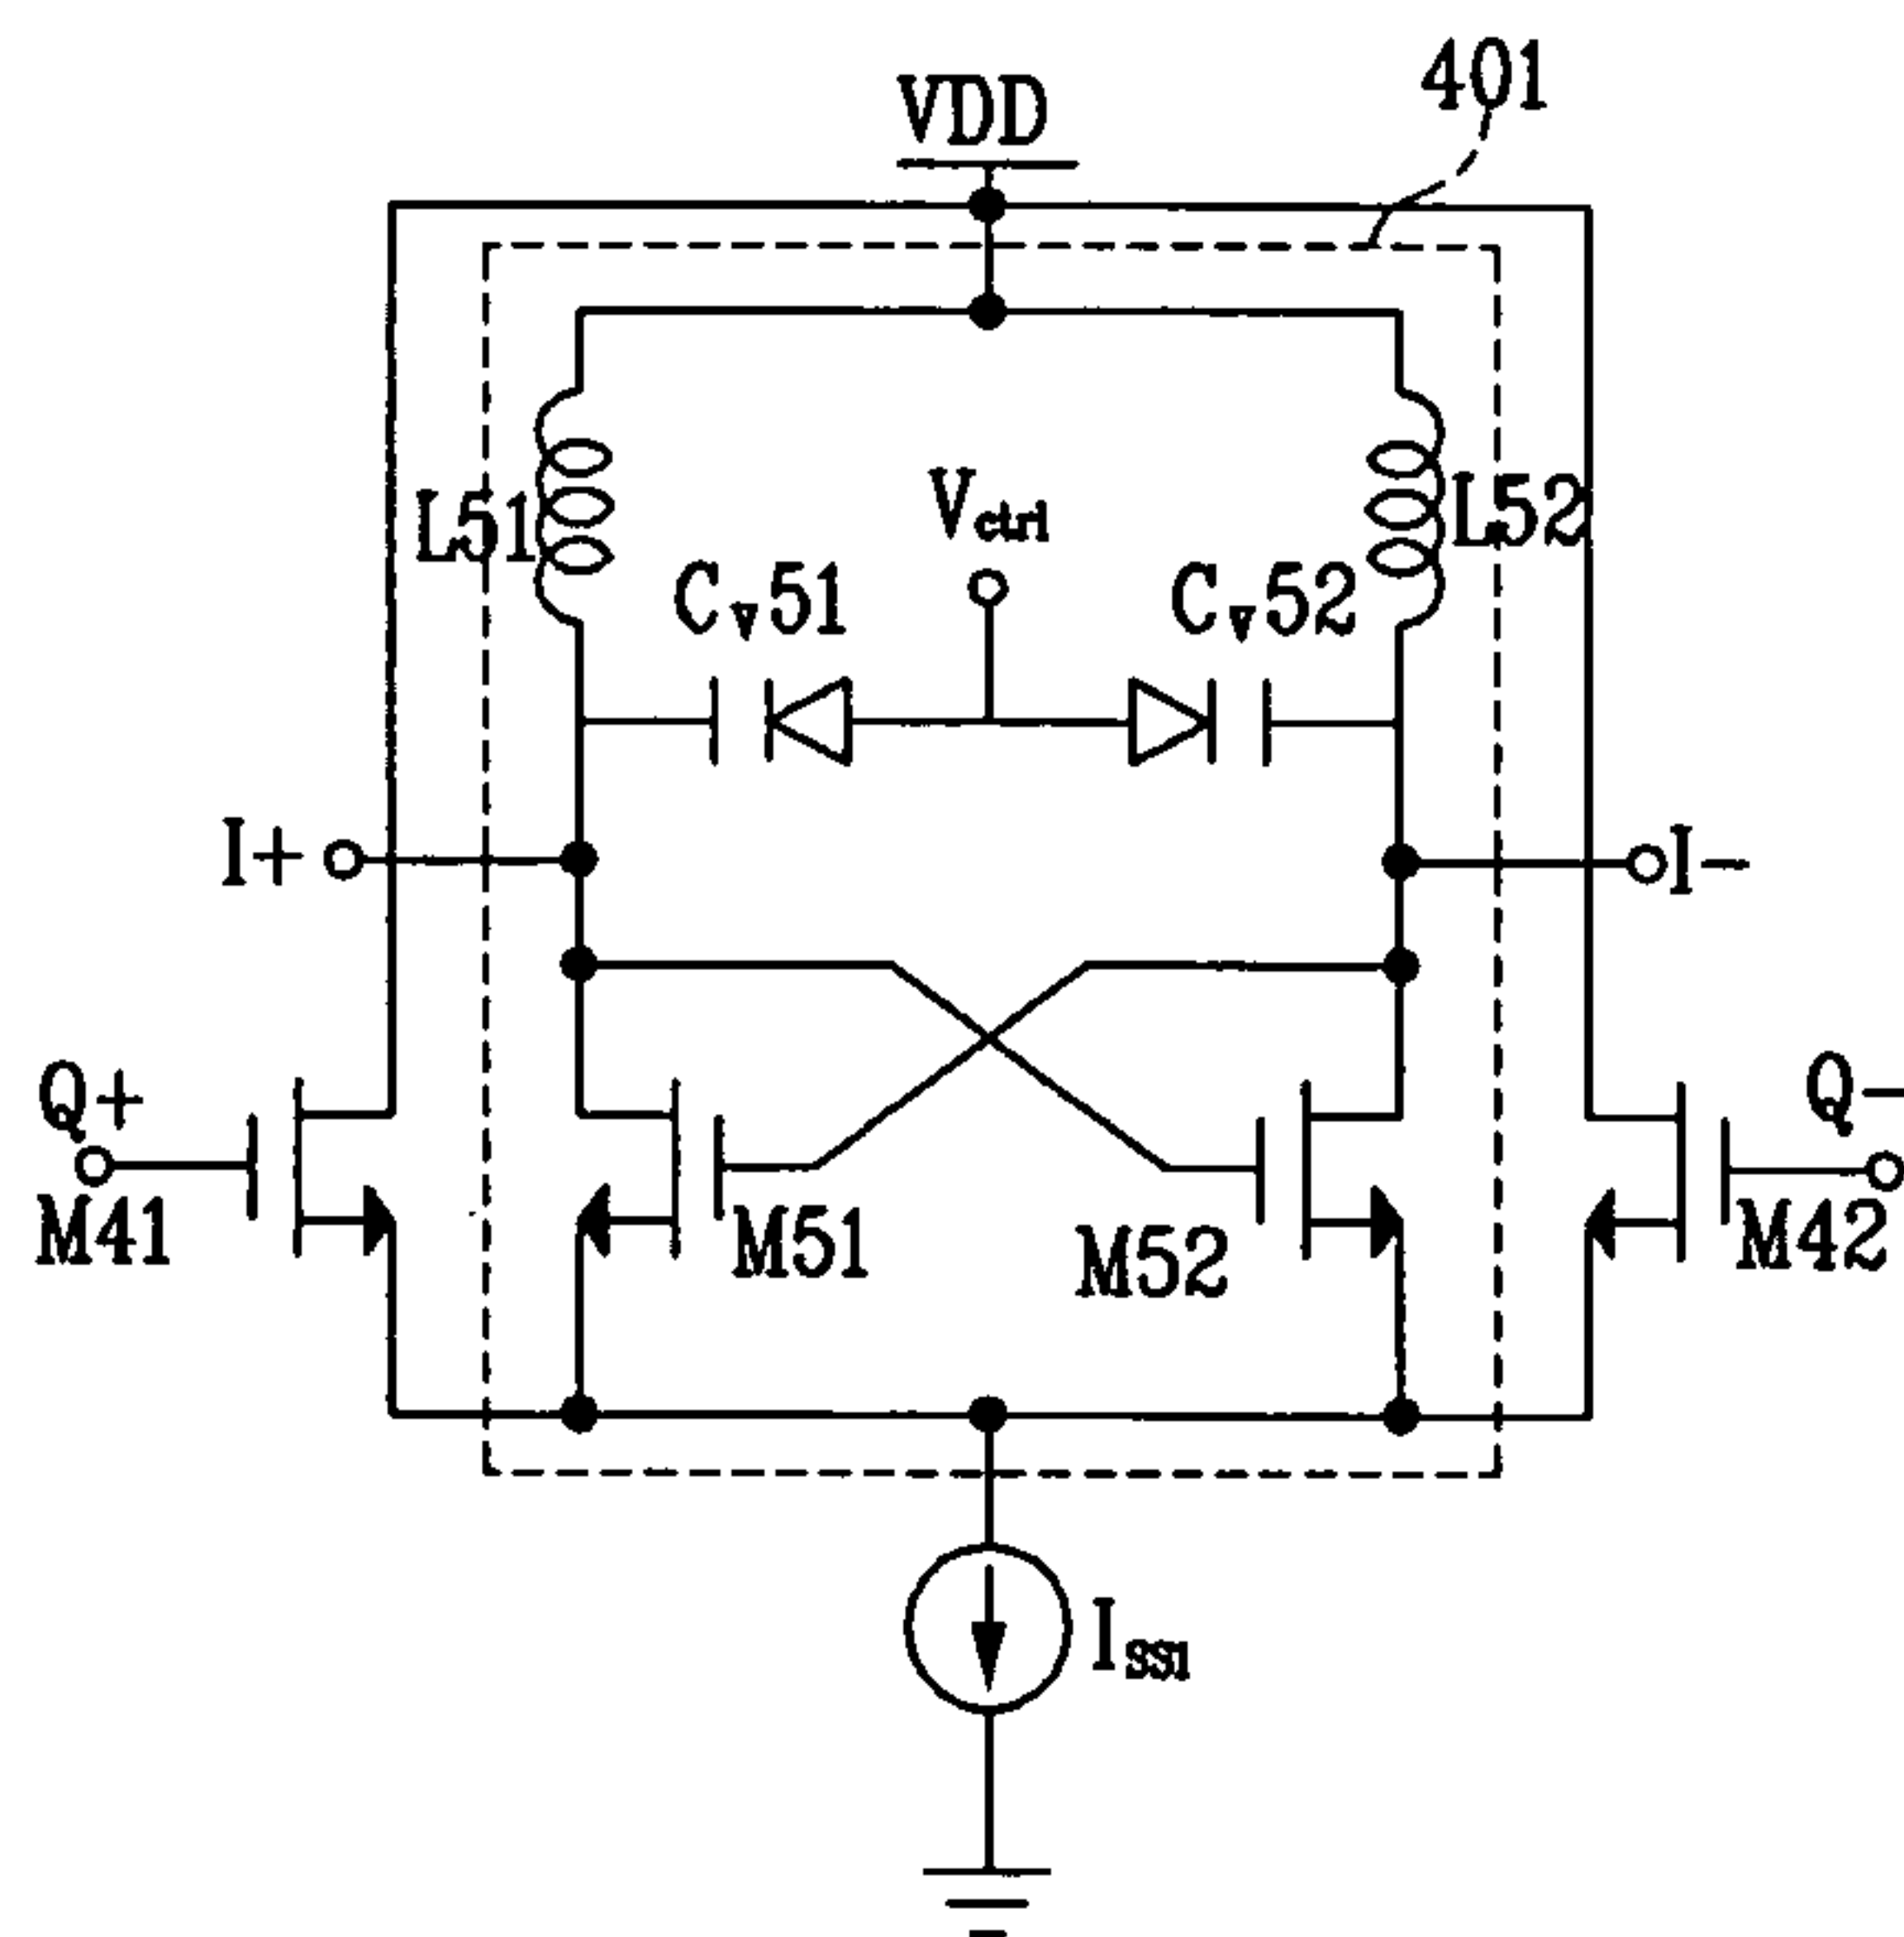 401
VDD
L51
Vctrl
L52
Cv51
Cv52
I+
I-
Q+
Q-
M41
M51
M52
M42
Iss1